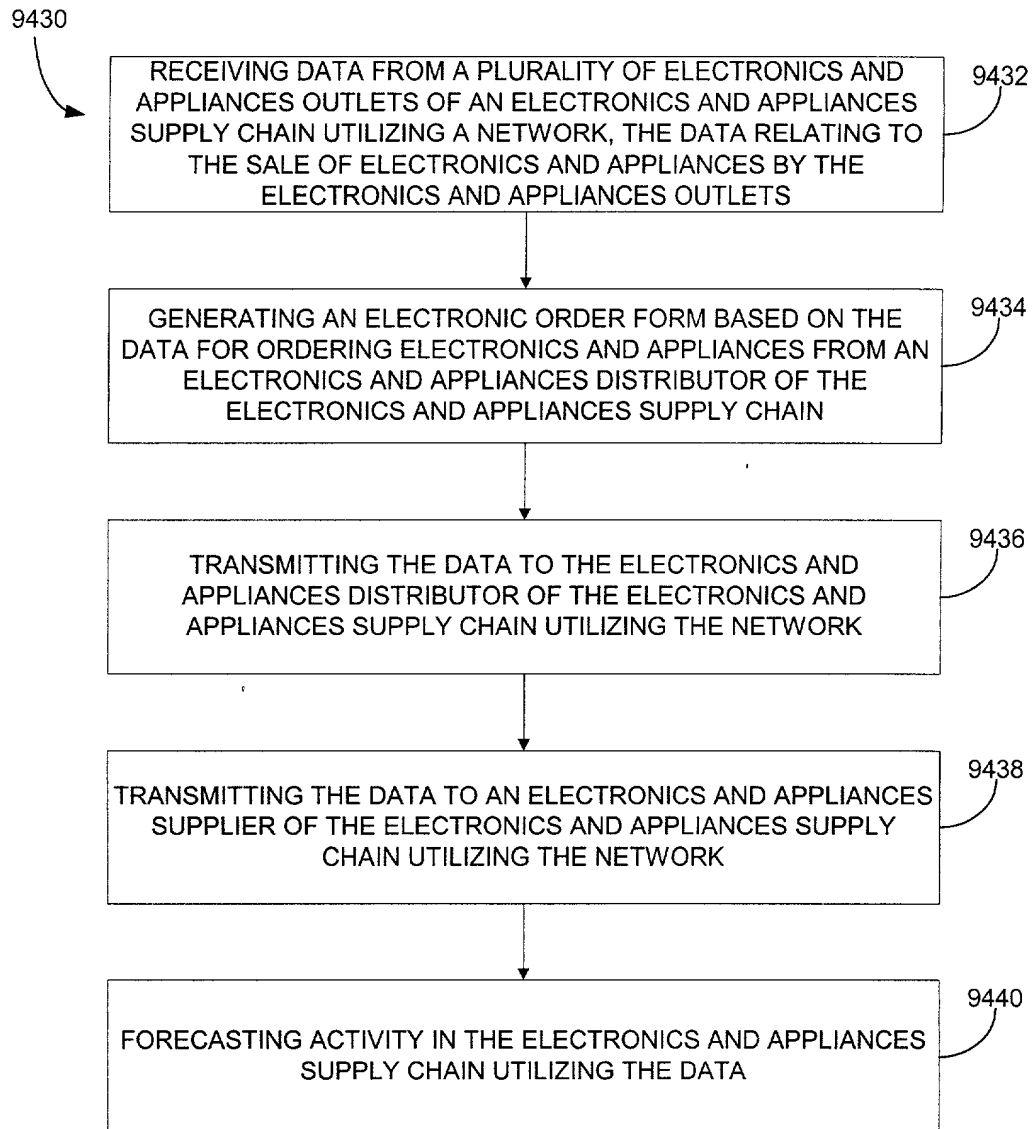 9430
RECEIVING DATA FROM A PLURALITY OF ELECTRONICS AND
APPLIANCES OUTLETS OF AN ELECTRONICS AND APPLIANCES
SUPPLY CHAIN UTILIZING A NETWORK, THE DATA RELATING TO
THE SALE OF ELECTRONICS AND APPLIANCES BY THE
ELECTRONICS AND APPLIANCES OUTLETS
9432
GENERATING AN ELECTRONIC ORDER FORM BASED ON THE
DATA FOR ORDERING ELECTRONICS AND APPLIANCES FROM AN
ELECTRONICS AND APPLIANCES DISTRIBUTOR OF THE
ELECTRONICS AND APPLIANCES SUPPLY CHAIN
9434
TRANSMITTING THE DATA TO THE ELECTRONICS AND
APPLIANCES DISTRIBUTOR OF THE ELECTRONICS AND
APPLIANCES SUPPLY CHAIN UTILIZING THE NETWORK
9436
TRANSMITTING THE DATA TO AN ELECTRONICS AND APPLIANCES
SUPPLIER OF THE ELECTRONICS AND APPLIANCES SUPPLY
CHAIN UTILIZING THE NETWORK
9438
FORECASTING ACTIVITY IN THE ELECTRONICS AND APPLIANCES
SUPPLY CHAIN UTILIZING THE DATA
9440